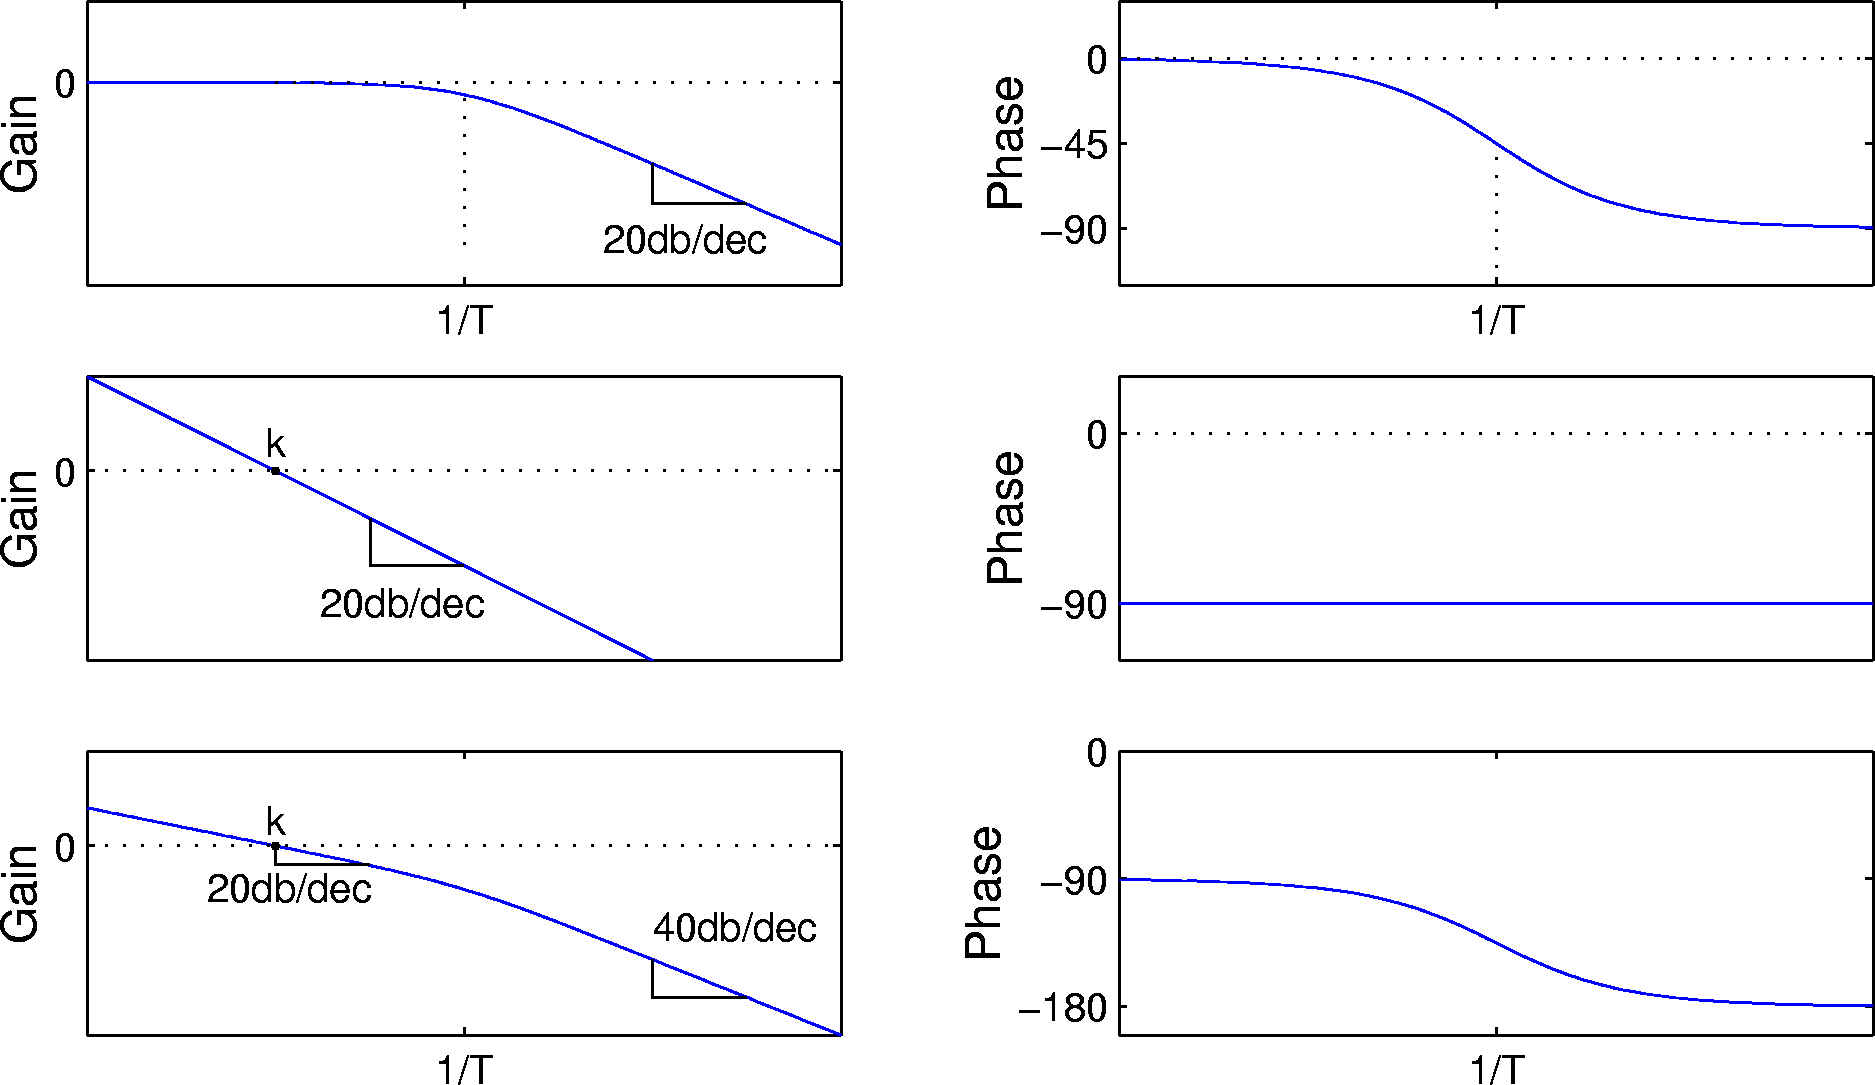 Gain
0
20db/dec
1/T
Phase
0
−45
−90
1/T
Gain
0
k
20db/dec
Phase
0
−90
Gain
0
k
20db/dec
40db/dec
1/T
Phase
0
−90
−180
1/T